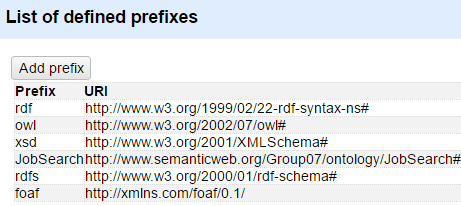 List of defined prefixes
Add prefix
Prefix URI
rdf http://www.w3.org/1999/02/22-rdf-syntax-ns#
owl http://www.w3.org/2002/07/owl#
xsd http://www.w3.org/2001/XMLSchema#
JobSearch http://www.semanticweb.org/Group07/ontology/JobSearch#
rdfs http://www.w3.org/2000/01/rdf-schema#
foaf http://xmlns.com/foaf/0.1/